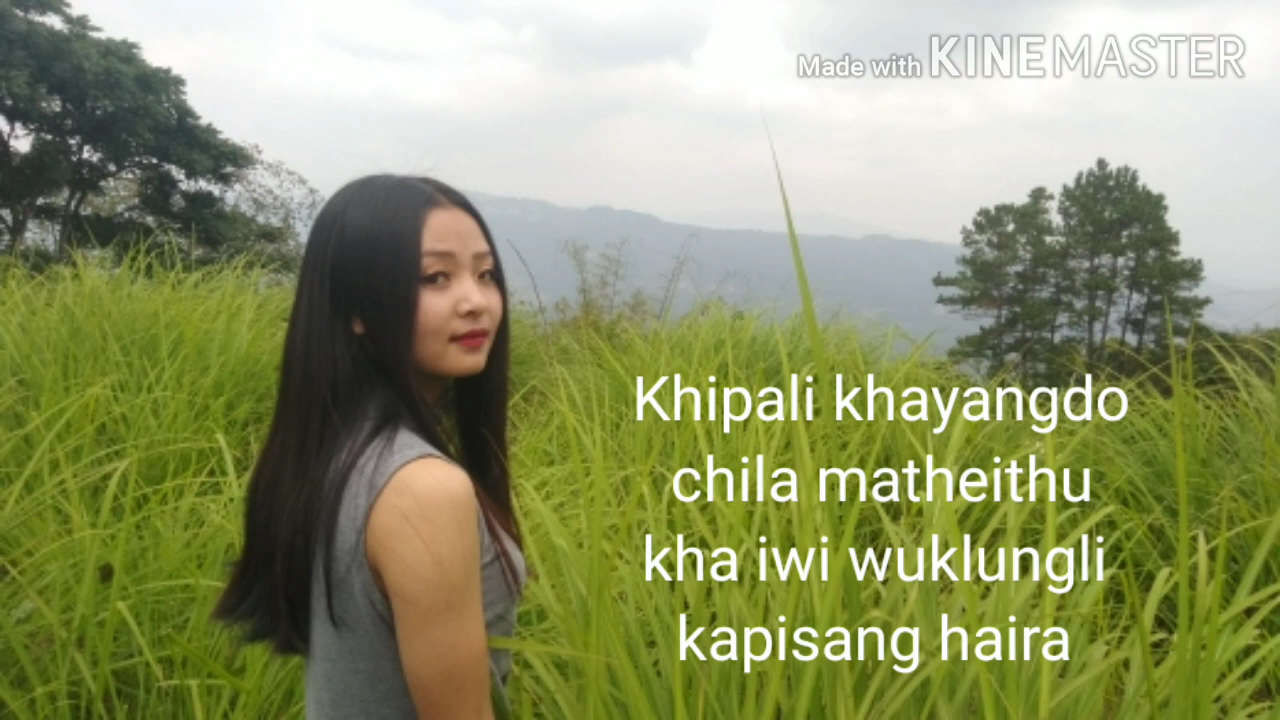 Made with KINEMASTER
Khipali khayangdo
chila matheithu
kha iwi wuklungli
kapisang haira